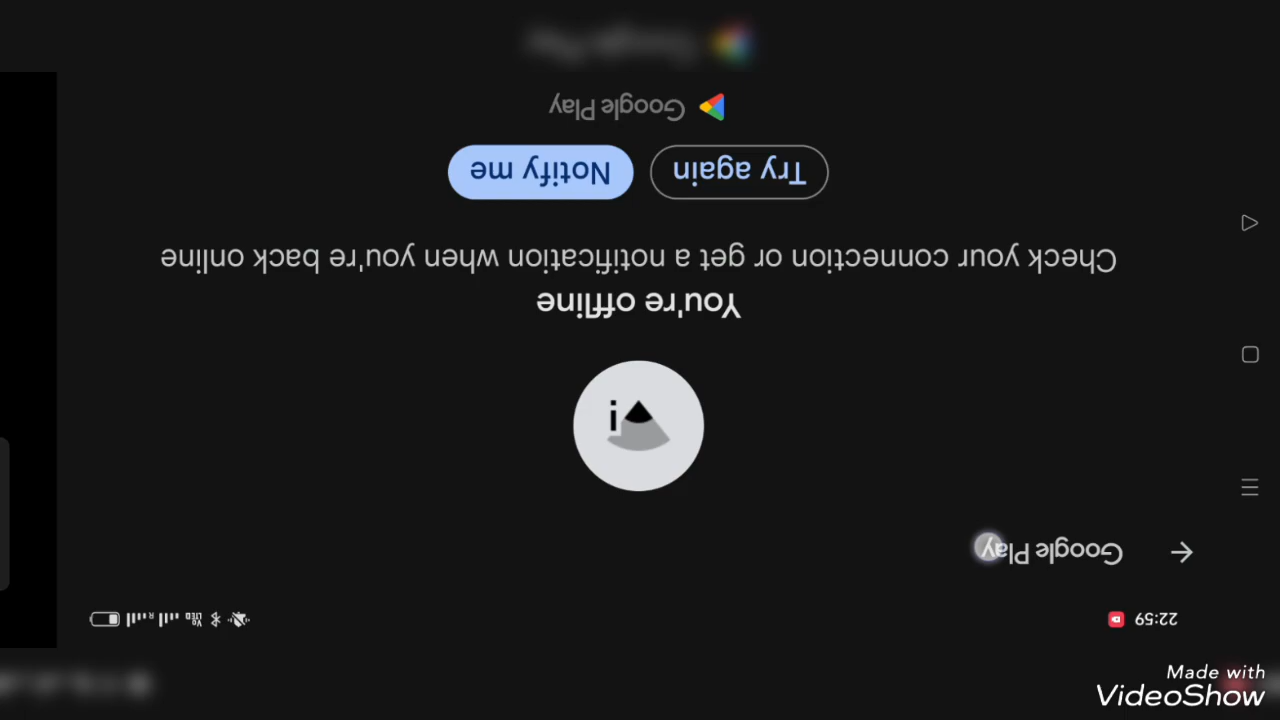 22:59
Google Play
You're offline
Check your connection or get a notification when you're back online
Try again
Notify me
Google Play
Made with
VideoShow